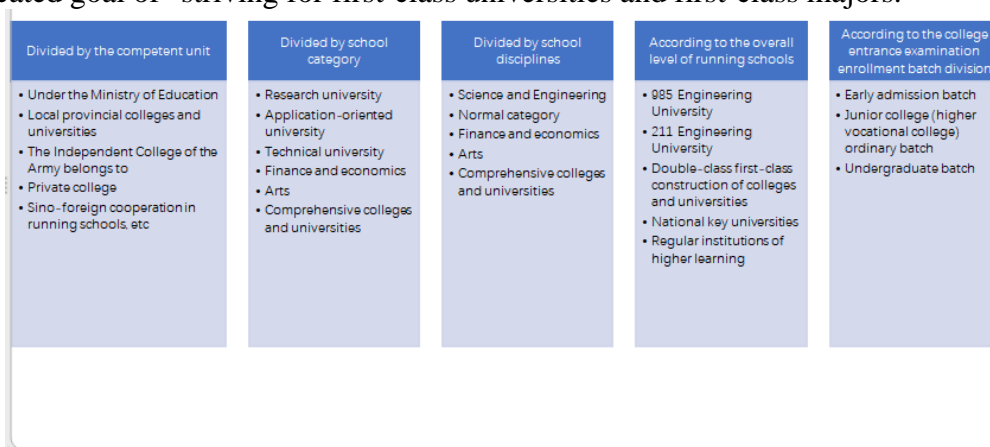 goal of "striving for first-class universities and first-class majors.
Divided by the competent unit
• Under the Ministry of Education
• Local provincial colleges and
universities
• The Independent College of the
Army belongs to
• Private college
• Sino-foreign cooperation in
running schools, etc
Divided by school
category
• Research university
• Application-oriented
university
• Technical university
• Finance and economics
• Arts
• Comprehensive colleges
and universities
Divided by school
disciplines
• Science and Engineering
• Normal category
• Finance and economics
• Arts
• Comprehensive colleges
and universities
According to the overall
level of running schools
• 985 Engineering
University
• 211 Engineering
University
• Double-class first-class
construction of colleges
and universities
• National key universities
• Regular institutions of
higher learning
According to the college
entrance examination
enrollment batch division
• Early admission batch
• Junior college (higher
vocational college)
ordinary batch
• Undergraduate batch